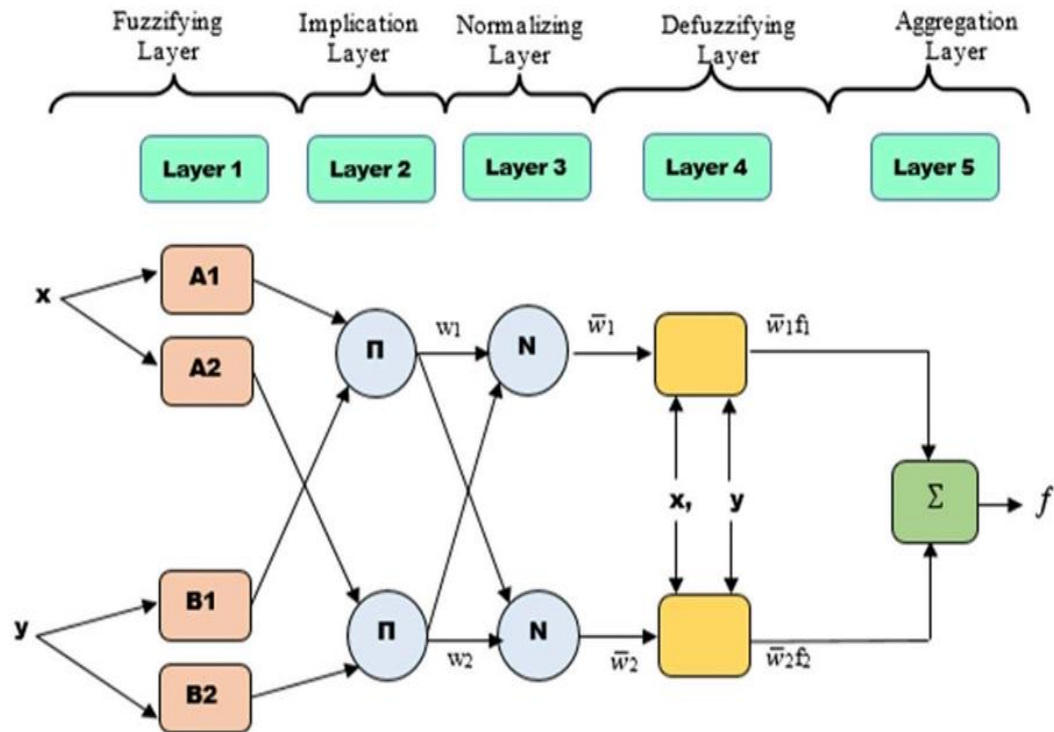 Fuzzifying
Layer
Implication
Layer
Normalizing
Layer
Defuzzifying
Layer
Aggregation
Layer
Layer 1
Layer 2
Layer 3
Layer 4
Layer 5
x
A1
A2
B1
B2
y
Π
Π
w₁
w₂
N
N
w̅₁
w̅₂
x,
y
w̅₁f₁
w̅₂f₂
Σ
f